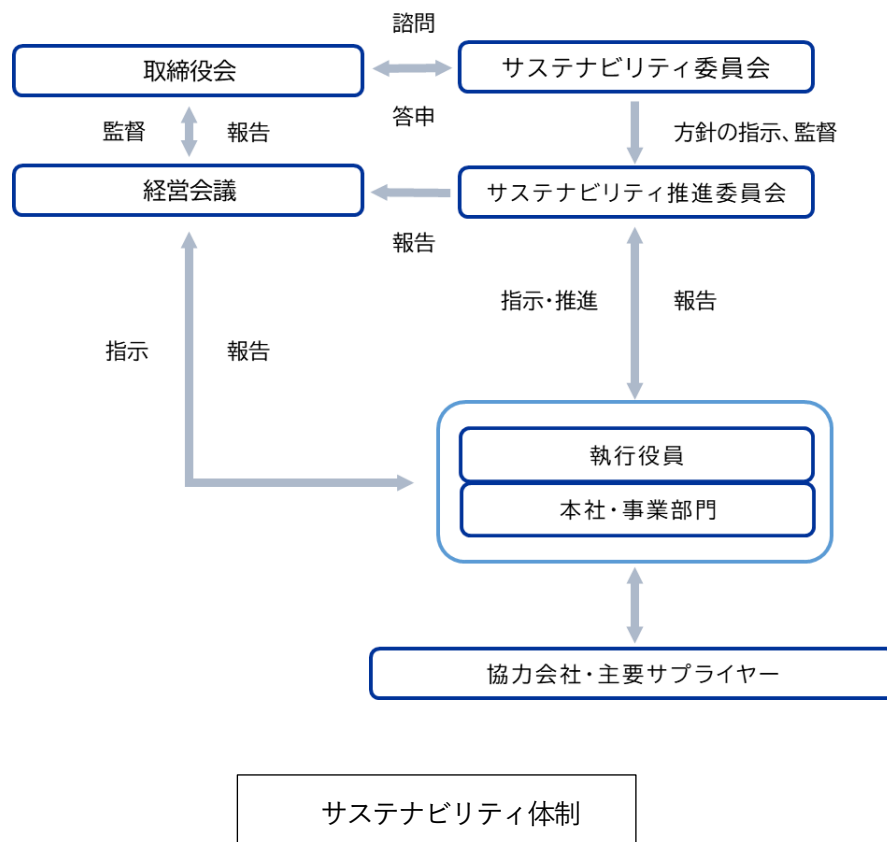 諮問
取締役会
サステナビリティ委員会
答申
監督
報告
方針の指示、監督
経営会議
サステナビリティ推進委員会
報告
指示・推進
報告
指示
報告
執行役員
本社・事業部門
協力会社・主要サプライヤー
サステナビリティ体制